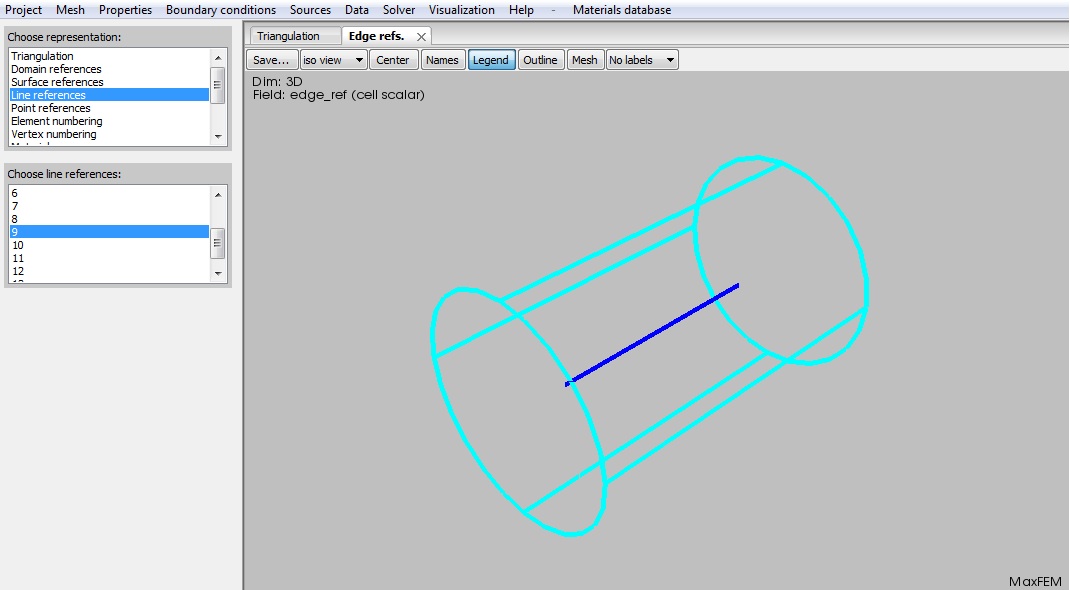 Project Mesh Properties Boundary conditions Sources Data Solver Visualization Help - Materials database
Choose representation:
Triangulation
Domain references
Surface references
Line references
Point references
Element numbering
Vertex numbering
Choose line references:
6
7
8
9
10
11
12
Triangulation Edge refs.
Save... iso view Center Names Legend Outline Mesh No labels
Dim: 3D
Field: edge_ref (cell scalar)
MaxFEM